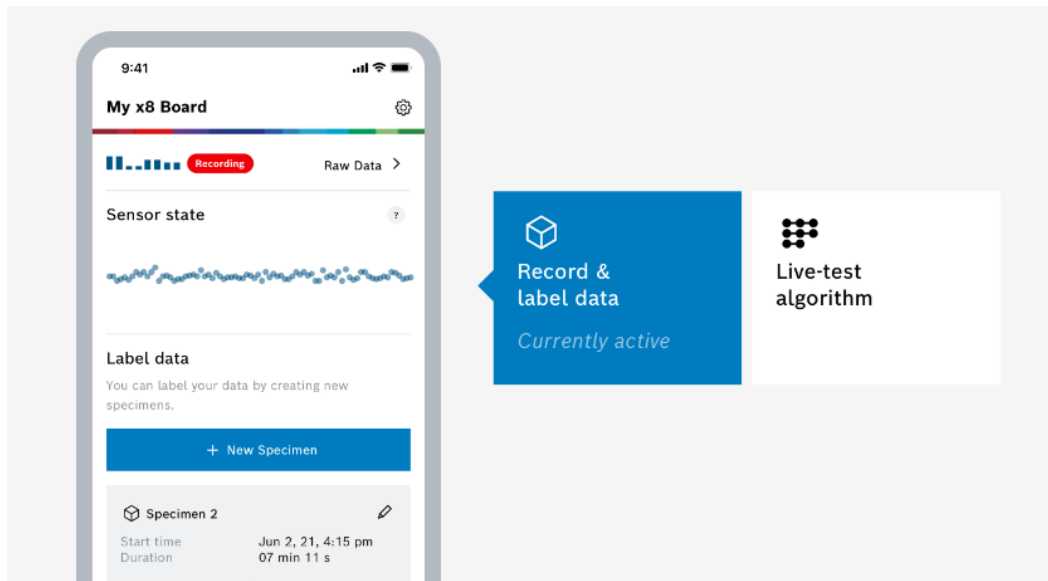 9:41
My x8 Board
Recording
Raw Data
Sensor state
?
Label data
You can label your data by creating new
specimens.
+ New Specimen
Specimen 2
Start time Jun 2, 21, 4:15 pm
Duration 07 min 11 s
Record &
label data
Currently active
Live-test
algorithm